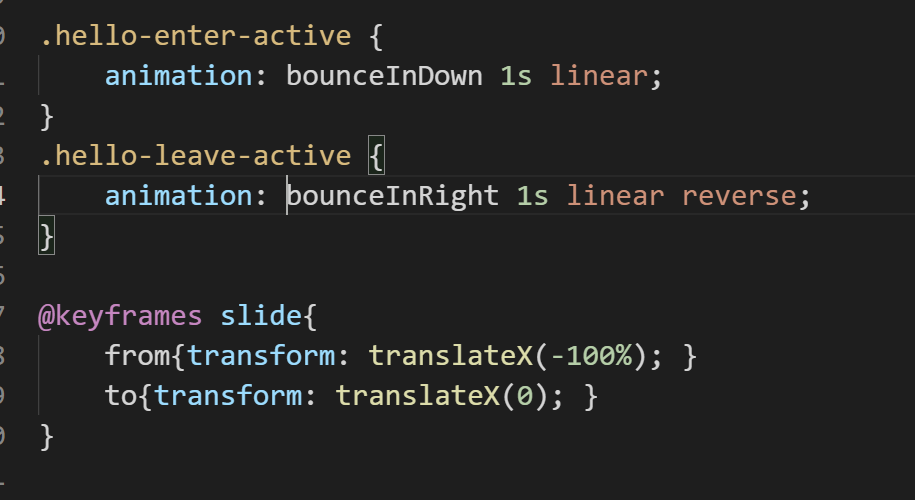 .hello-enter-active {
    animation: bounceInDown 1s linear;
}
.hello-leave-active {
    animation: bounceInRight 1s linear reverse;
}

@keyframes slide{
    from{transform: translateX(-100%); }
    to{transform: translateX(0); }
}